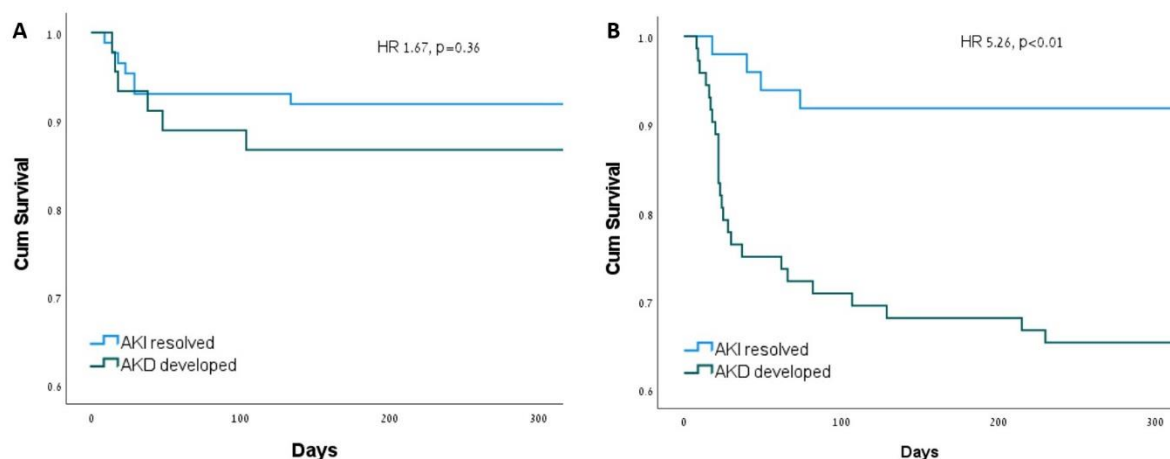 A
HR 1.67, p=0.36
1.0
0.9
0.8
0.7
0.6
Cum Survival
AKI resolved
AKD developed
0 100 200 300
Days
B
HR 5.26, p<0.01
1.0
0.9
0.8
0.7
0.6
Cum Survival
AKI resolved
AKD developed
0 100 200 300
Days